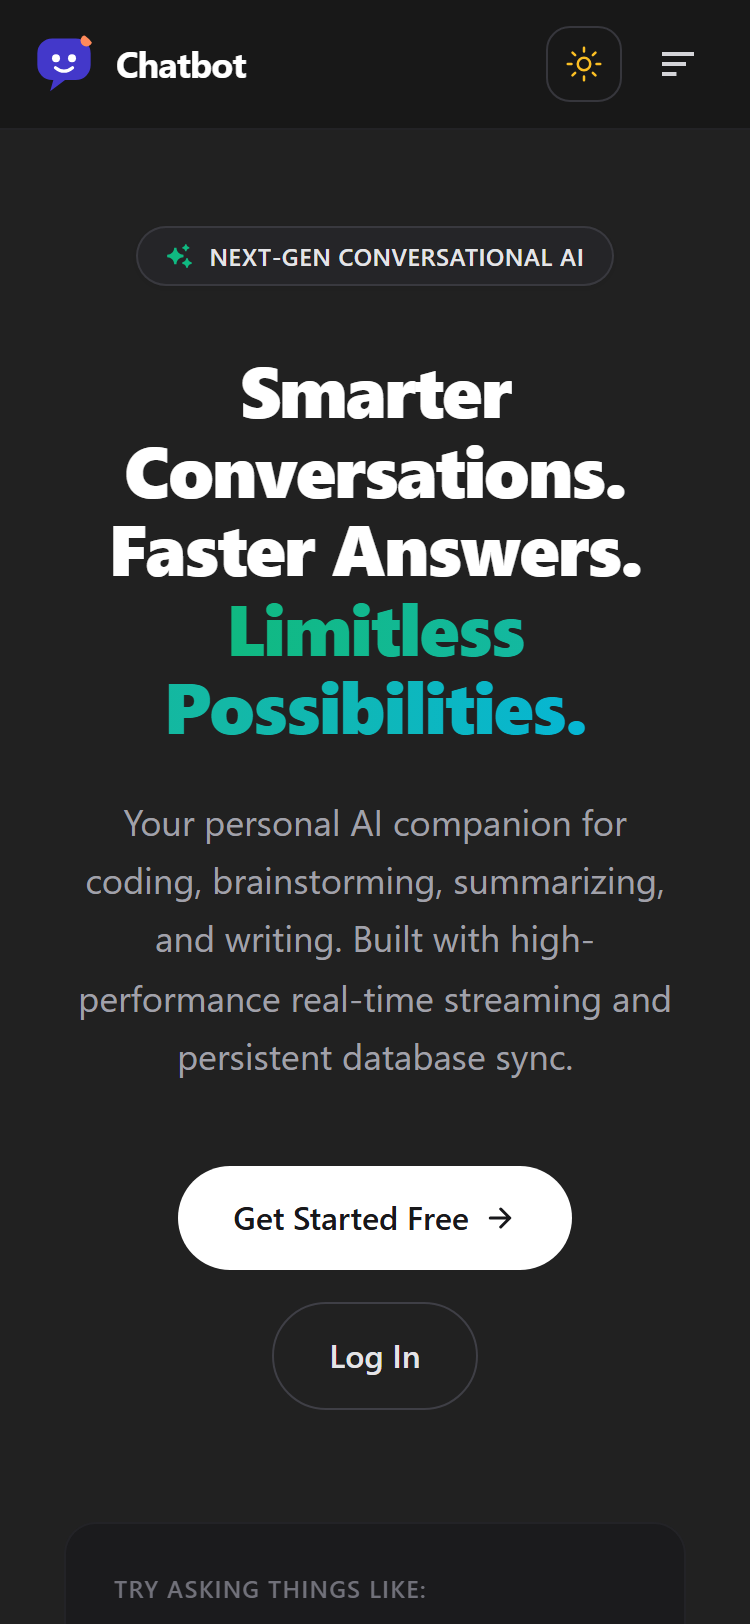 Chatbot
NEXT-GEN CONVERSATIONAL AI
Smarter
Conversations.
Faster Answers.
Limitless
Possibilities.
Your personal AI companion for
coding, brainstorming, summarizing,
and writing. Built with high-
performance real-time streaming and
persistent database sync.
Get Started Free
Log In
TRY ASKING THINGS LIKE: